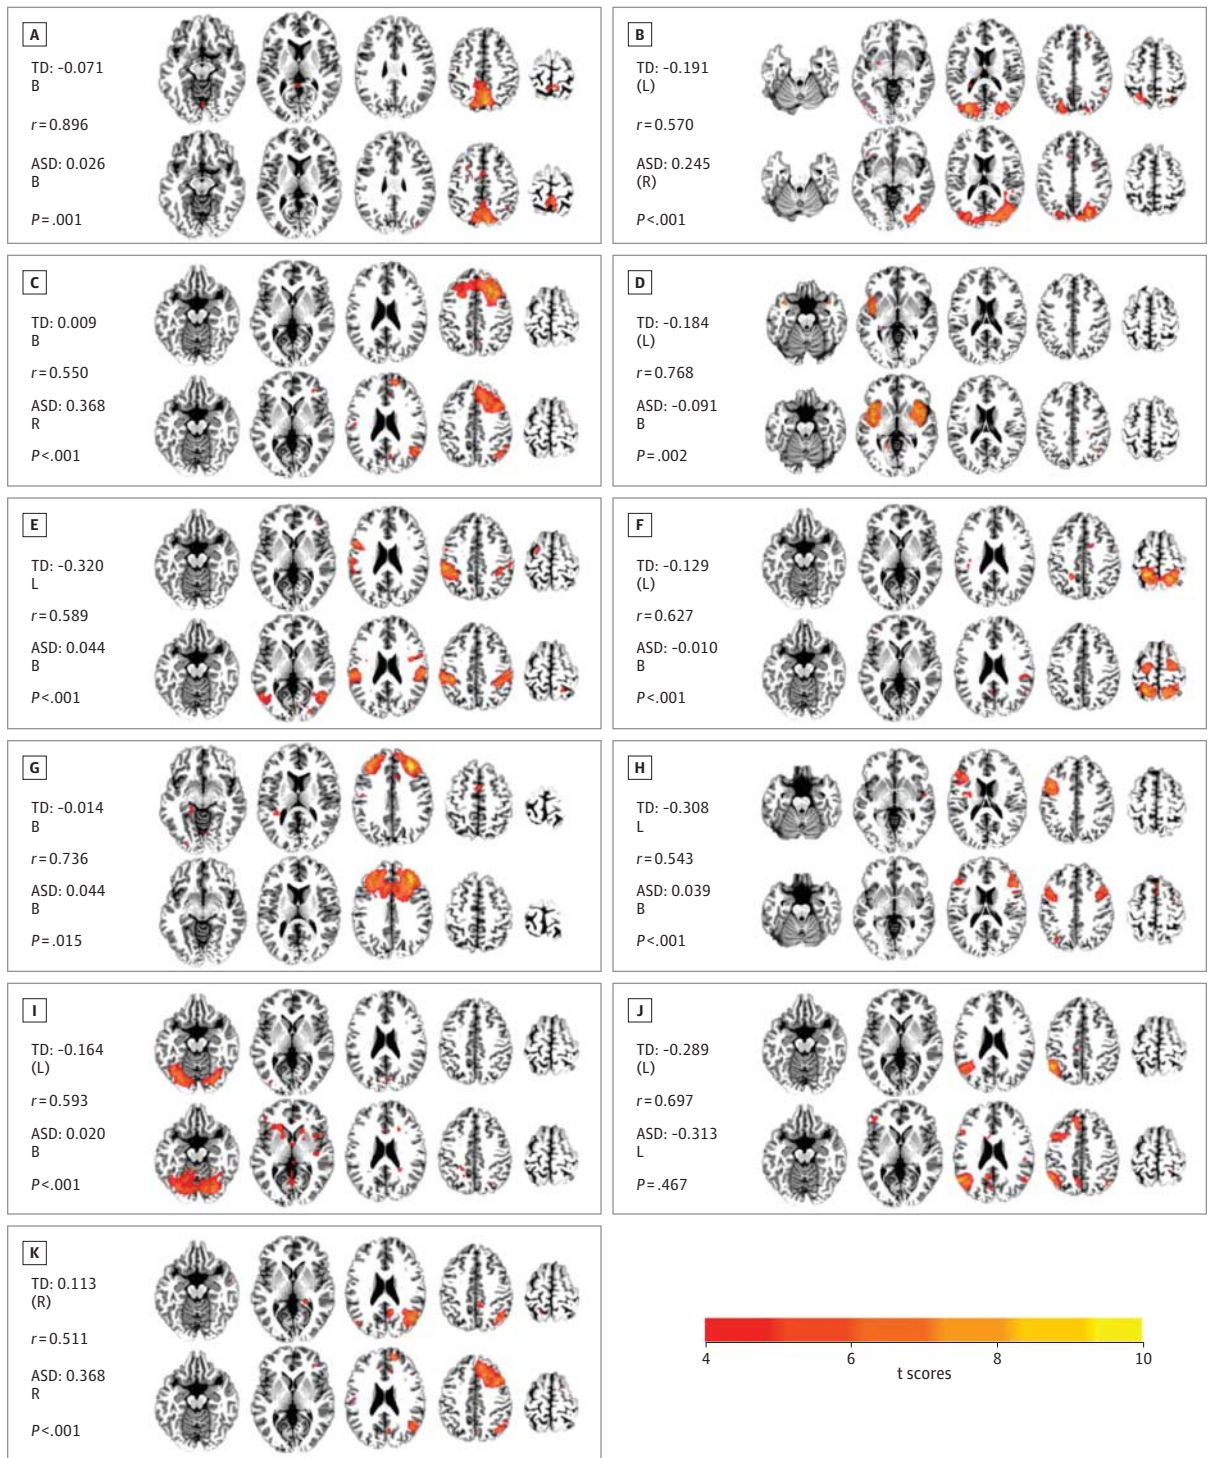 A
TD: -0.071
B
r=0.896
ASD: 0.026
B
P=.001
B
TD: -0.191
(L)
r=0.570
ASD: 0.245
(R)
P<.001
C
TD: 0.009
B
r=0.550
ASD: 0.368
R
P<.001
D
TD: -0.184
(L)
r=0.768
ASD: -0.091
B
P=.002
E
TD: -0.320
L
r=0.589
ASD: 0.044
B
P<.001
F
TD: -0.129
(L)
r=0.627
ASD: -0.010
B
P<.001
G
TD: -0.014
B
r=0.736
ASD: 0.044
B
P=.015
H
TD: -0.308
L
r=0.543
ASD: 0.039
B
P<.001
I
TD: -0.164
(L)
r=0.593
ASD: 0.020
B
P<.001
J
TD: -0.289
(L)
r=0.697
ASD: -0.313
L
P=.467
K
TD: 0.113
(R)
r=0.511
ASD: 0.368
R
P<.001
4 6 8 10
t scores